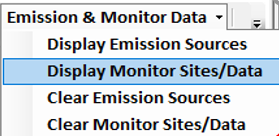 Emission & Monitor Data
Display Emission Sources
Display Monitor Sites/Data
Clear Emission Sources
Clear Monitor Sites/Data